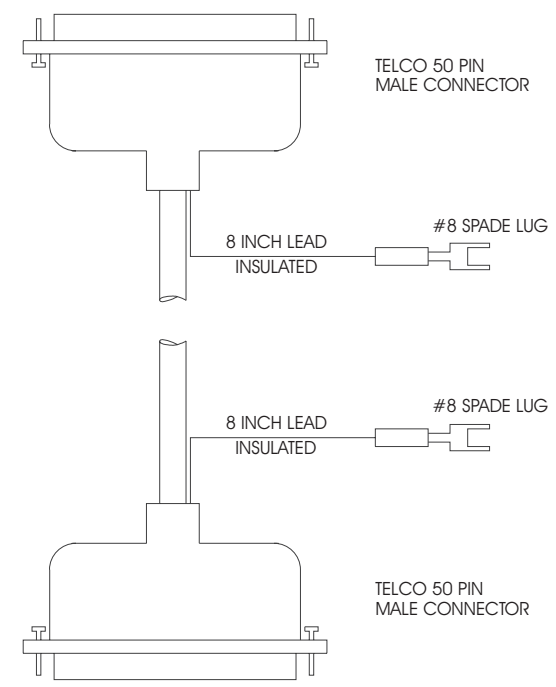 TELCO 50 PIN
MALE CONNECTOR
#8 SPADE LUG
8 INCH LEAD
INSULATED
#8 SPADE LUG
8 INCH LEAD
INSULATED
TELCO 50 PIN
MALE CONNECTOR